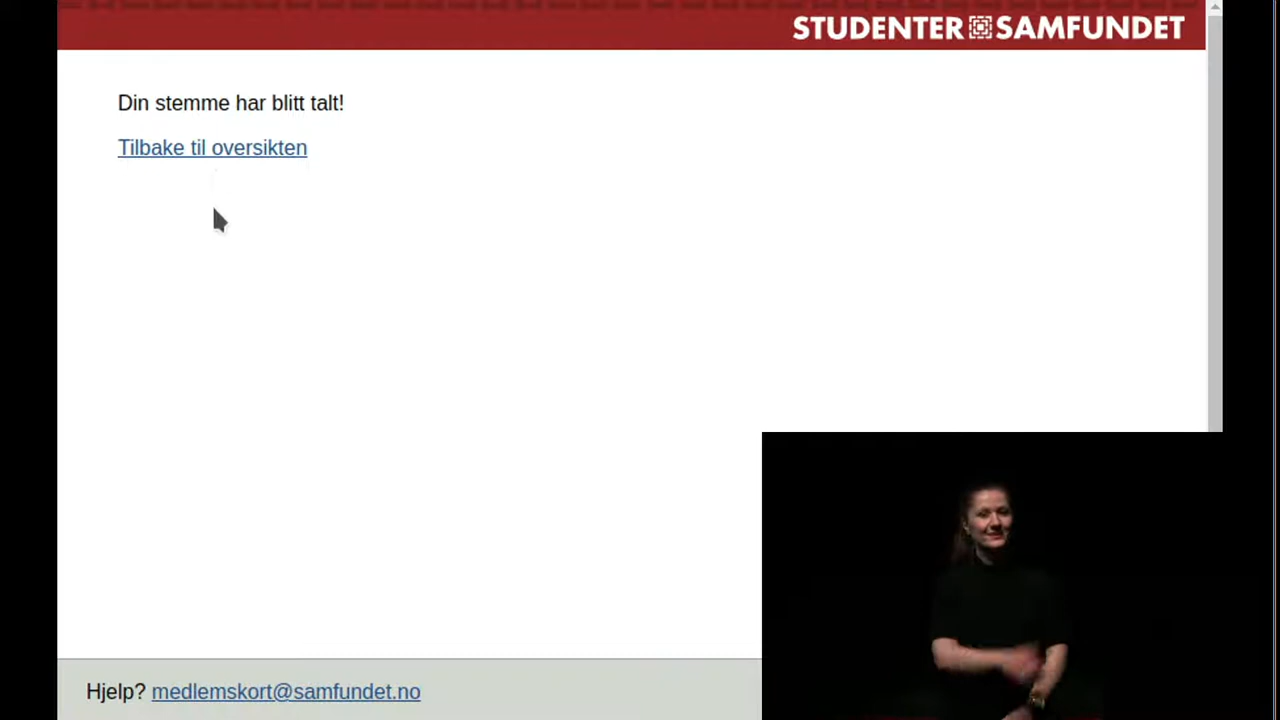 STUDENTER SAMFUNDET
Din stemme har blitt talt!
Tilbake til oversikten
Hjelp? medlemskort@samfundet.no